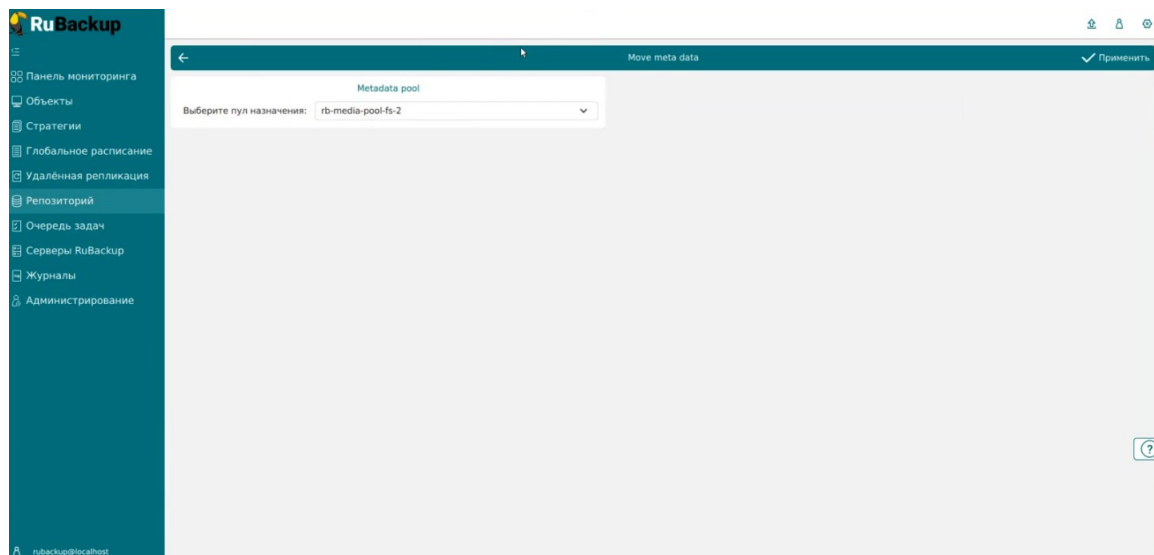 RuBackup
Move meta data
Применить
Панель мониторинга
Объекты
Стратегии
Глобальное расписание
Удалённая репликация
Репозиторий
Очередь задач
Серверы RuBackup
Журналы
Администрирование
Metadata pool
Выберите пул назначения: rb-media-pool-fs-2
?
rubackup@localhost